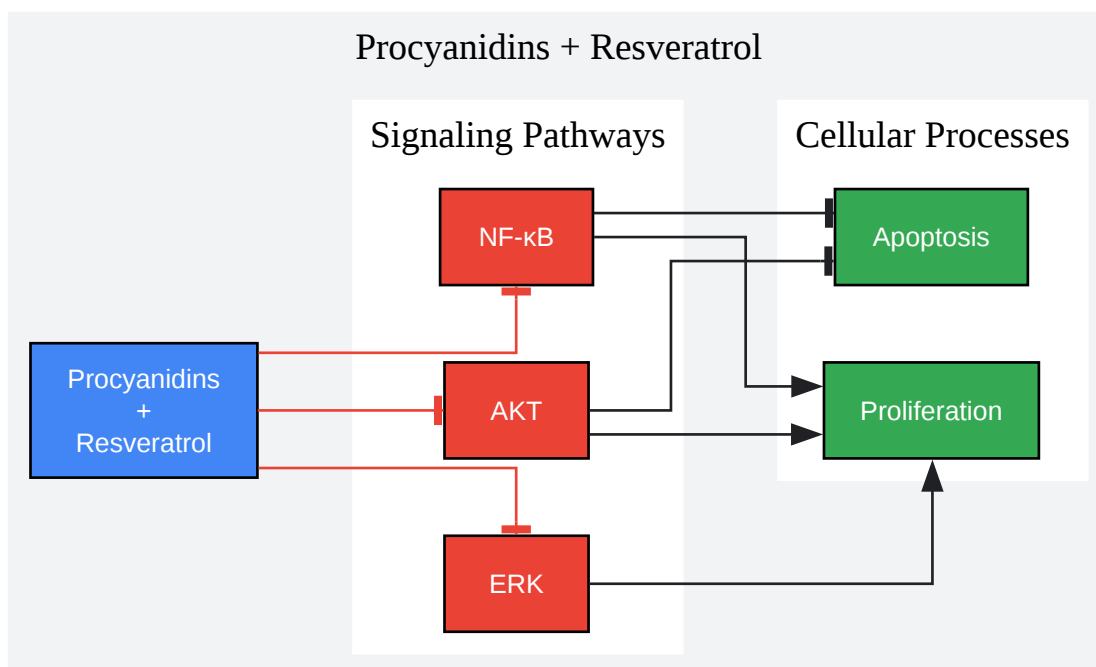 Procyanidins + Resveratrol
Signaling Pathways
Cellular Processes
NF-κB
Apoptosis
Procyanidins
+
Resveratrol
AKT
Proliferation
ERK